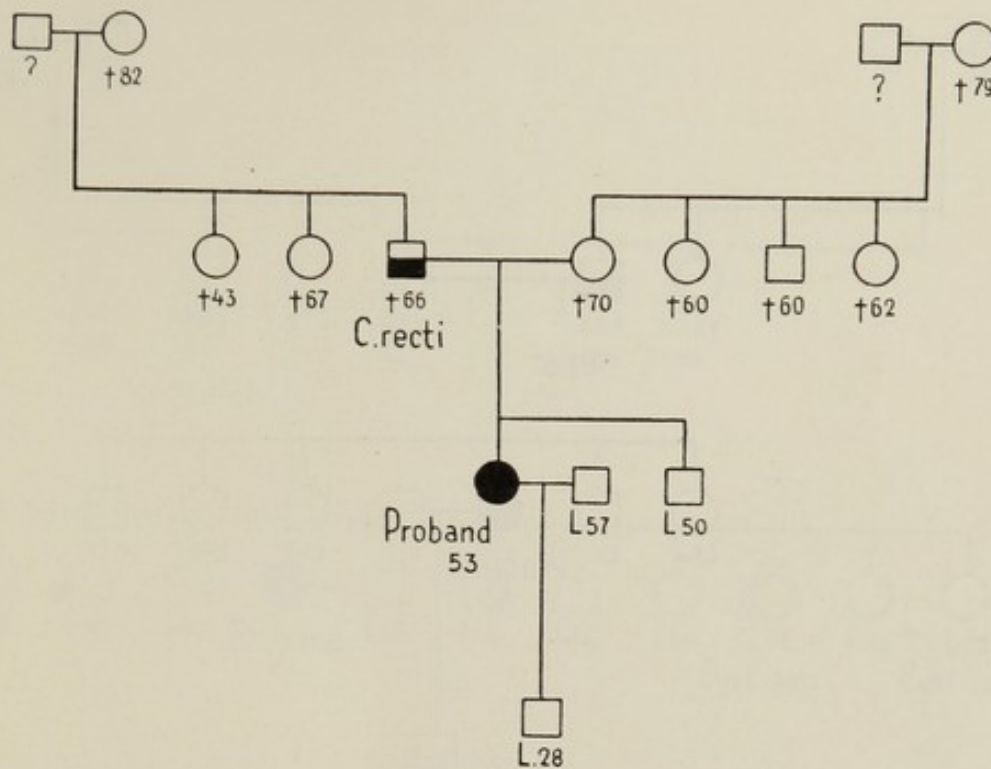 ?
†82
?
†79
†43
†67
†66
C.recti
†70
†60
†60
†62
Proband
53
L57
L50
L.28